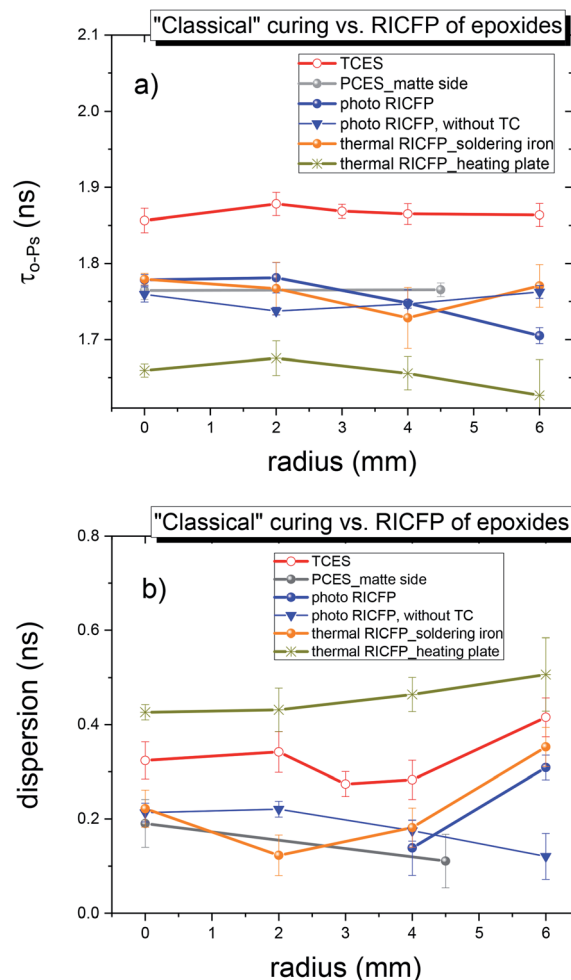 "Classical" curing vs. RICFP of epoxides
2.1
2.0
1.9
1.8
1.7
1.6
τo-Ps (ns)
a)
TCES
PCES_matte side
photo RICFP
photo RICFP, without TC
thermal RICFP_soldering iron
thermal RICFP_heating plate
0 1 2 3 4 5 6
radius (mm)
"Classical" curing vs. RICFP of epoxides
0.8
0.6
0.4
0.2
0.0
dispersion (ns)
b)
TCES
PCES_matte side
photo RICFP
photo RICFP, without TC
thermal RICFP_soldering iron
thermal RICFP_heating plate
0 1 2 3 4 5 6
radius (mm)